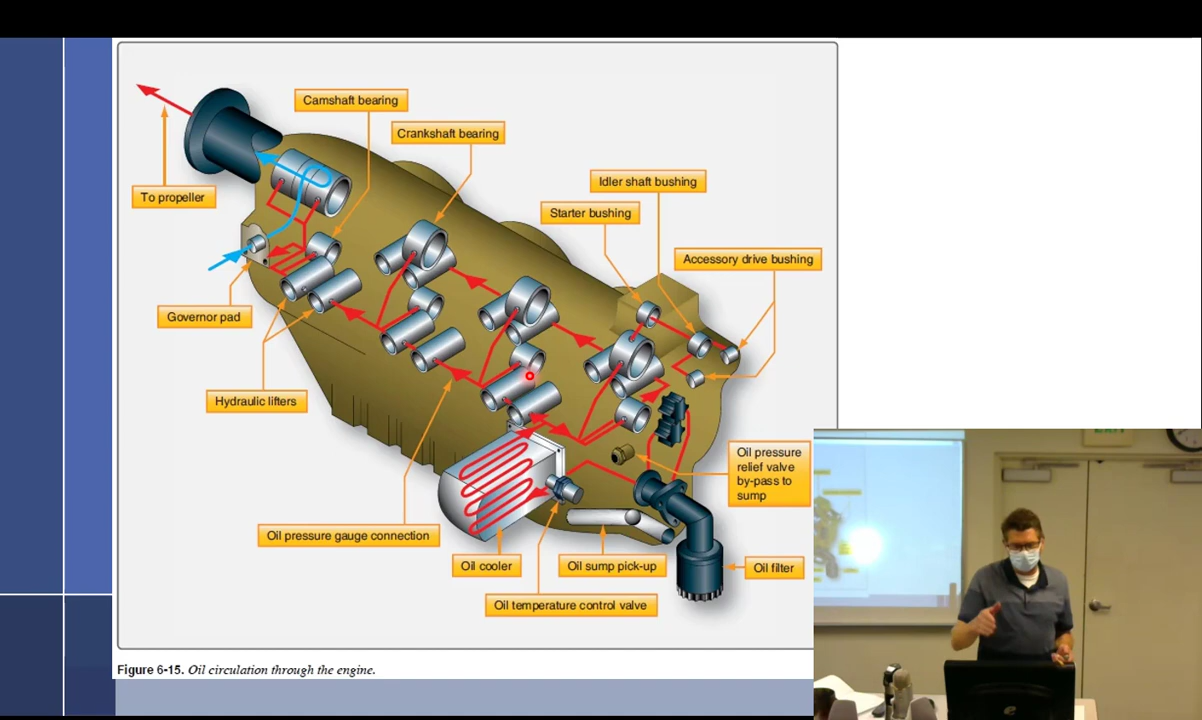 Camshaft bearing
Crankshaft bearing
Idler shaft bushing
To propeller
Starter bushing
Accessory drive bushing
Governor pad
Hydraulic lifters
Oil pressure
relief valve
by-pass to
sump
Oil pressure gauge connection
Oil cooler
Oil sump pick-up
Oil filter
Oil temperature control valve
Figure 6-15. Oil circulation through the engine.
EXIT
e